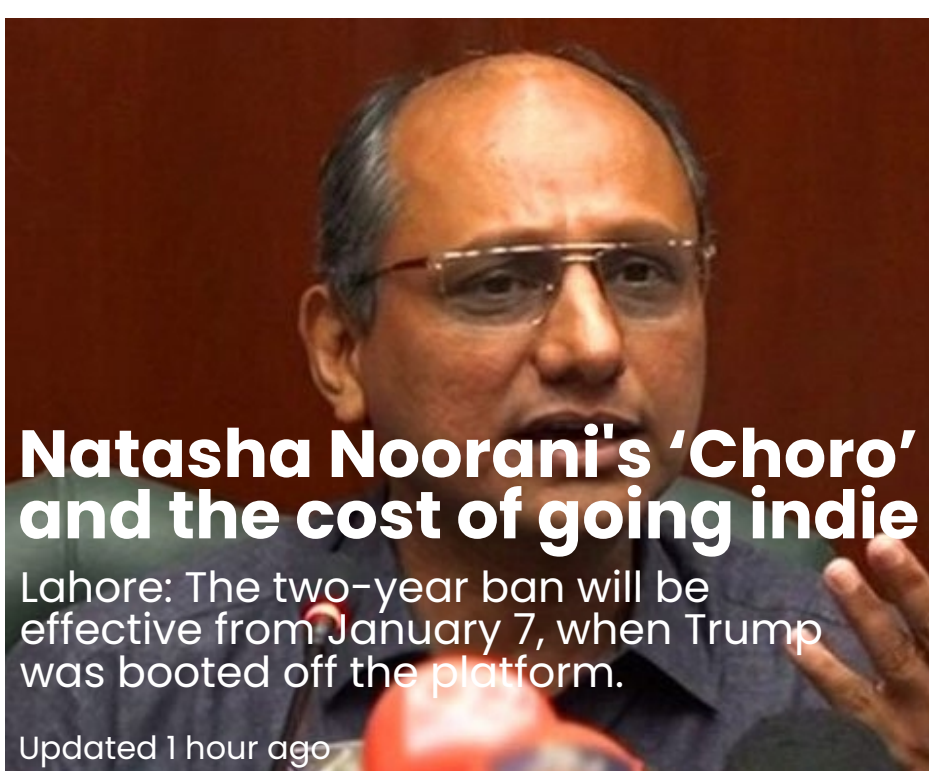 Natasha Noorani's ‘Choro’
and the cost of going indie
Lahore: The two-year ban will be
effective from January 7, when Trump
was booted off the platform.
Updated 1 hour ago